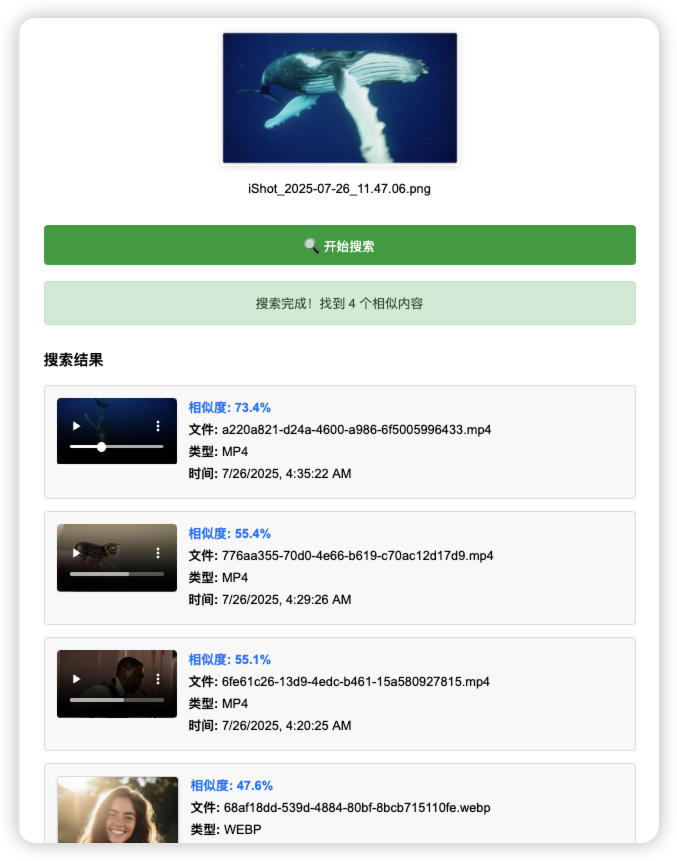 iShot_2025-07-26_11.47.06.png
🔍 开始搜索
搜索完成！找到 4 个相似内容
搜索结果
相似度: 73.4%
文件: a220a821-d24a-4600-a986-6f5005996433.mp4
类型: MP4
时间: 7/26/2025, 4:35:22 AM
相似度: 55.4%
文件: 776aa355-70d0-4e66-b619-c70ac12d17d9.mp4
类型: MP4
时间: 7/26/2025, 4:29:26 AM
相似度: 55.1%
文件: 6fe61c26-13d9-4edc-b461-15a580927815.mp4
类型: MP4
时间: 7/26/2025, 4:20:25 AM
相似度: 47.6%
文件: 68af18dd-539d-4884-80bf-8bcb715110fe.webp
类型: WEBP